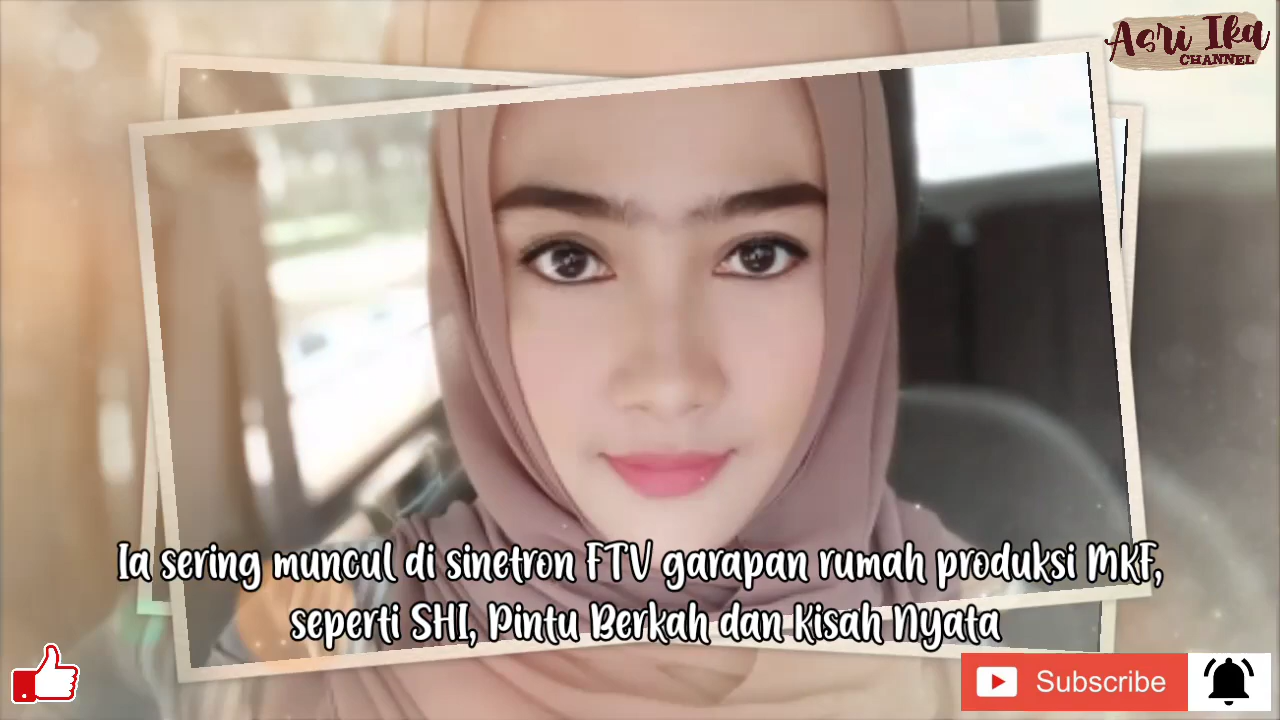 Asri Ika
CHANNEL
Ia sering muncul di sinetron FTV garapan rumah produksi MKF,
seperti SHI, Pintu Berkah dan Kisah Nyata
Subscribe